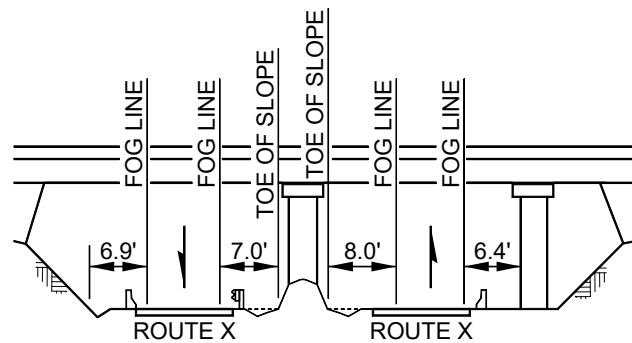 FOG LINE
FOG LINE
TOE OF SLOPE
TOE OF SLOPE
FOG LINE
FOG LINE
6.9'
7.0'
8.0'
6.4'
ROUTE X
ROUTE X